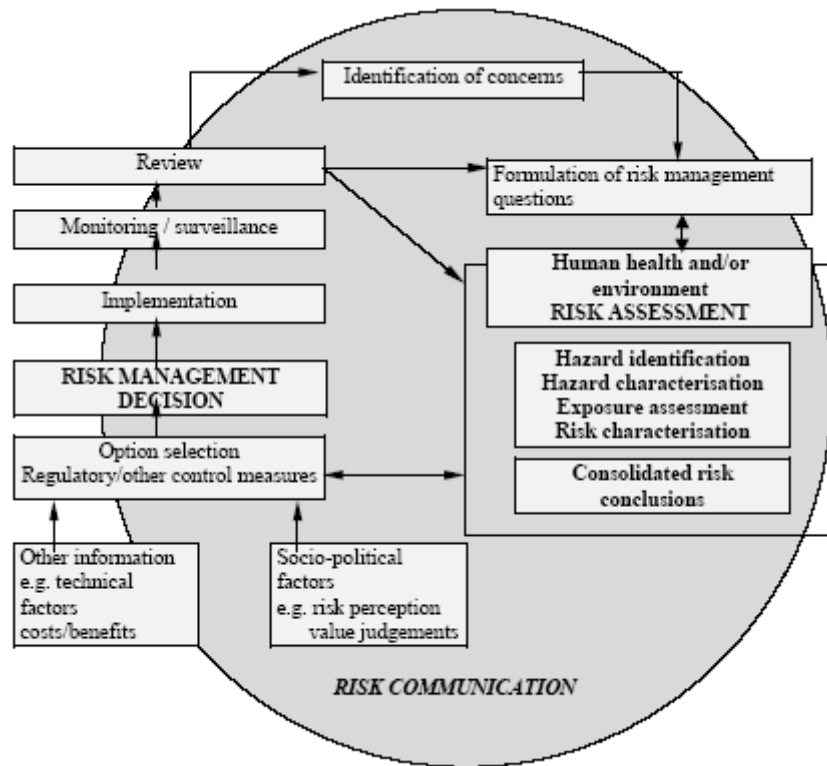 Identification of concerns
Review
Formulation of risk management
questions
Monitoring / surveillance
Human health and/or
environment
RISK ASSESSMENT
Implementation
Hazard identification
Hazard characterisation
Exposure assessment
Risk characterisation
RISK MANAGEMENT
DECISION
Option selection
Regulatory/other control measures
Consolidated risk
conclusions
Other information
e.g. technical
factors
costs/benefits
Socio-political
factors
e.g. risk perception
value judgements
RISK COMMUNICATION